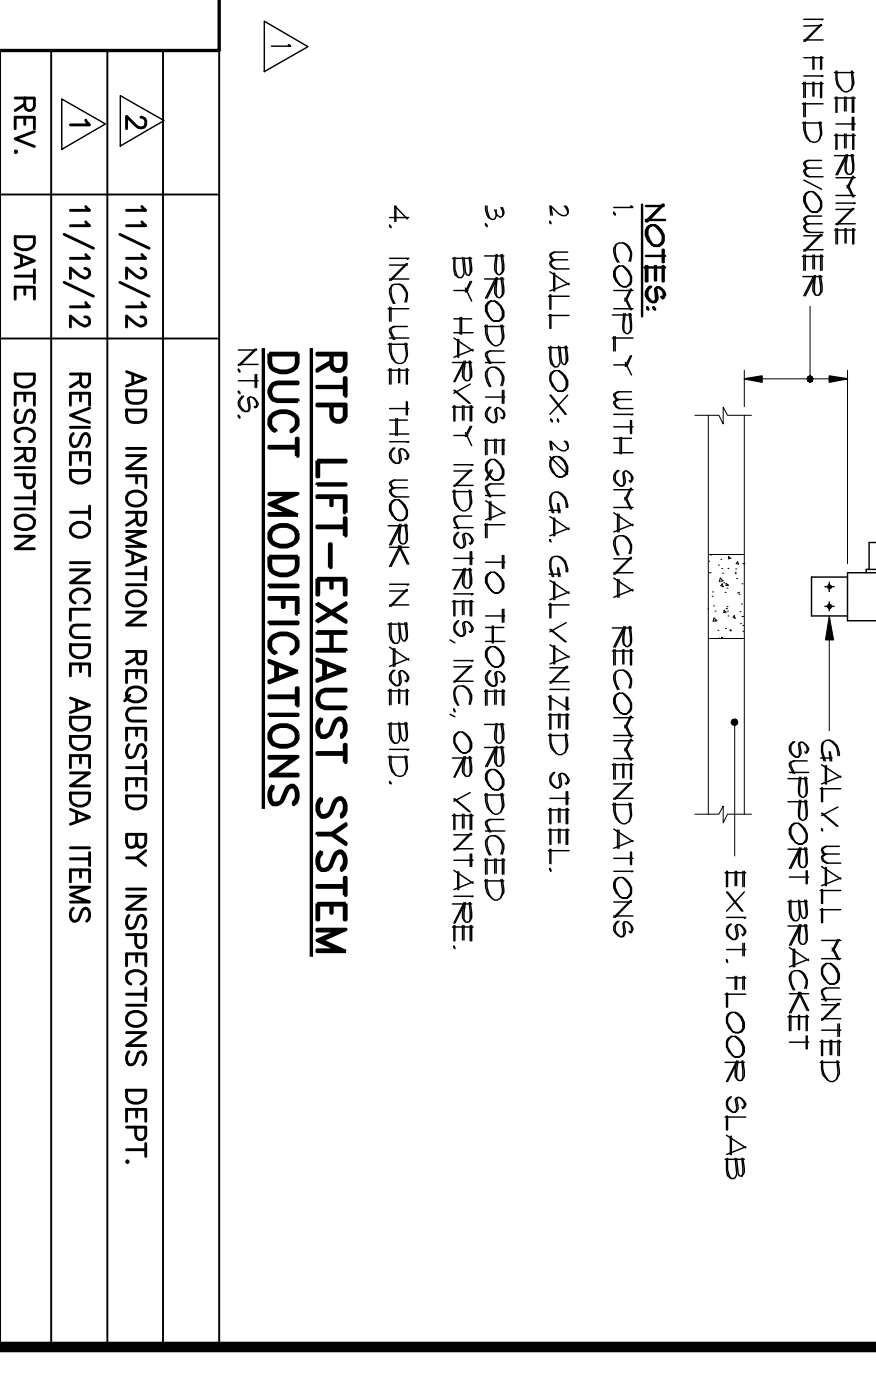 DETERMINE
IN FIELD W/OWNER
GALV. WALL MOUNTED
SUPPORT BRACKET
EXIST. FLOOR SLAB
NOTES:
1. COMPLY WITH SMACNA RECOMMENDATIONS
2. WALL BOX: 20 GA. GALVANIZED STEEL.
3. PRODUCTS EQUAL TO THOSE PRODUCED
BY HARVEY INDUSTRIES, INC., OR VENTAIRE.
4. INCLUDE THIS WORK IN BASE BID.
RTP LIFT-EXHAUST SYSTEM
DUCT MODIFICATIONS
N.T.S.
1
2 11/12/12 ADD INFORMATION REQUESTED BY INSPECTIONS DEPT.
1 11/12/12 REVISED TO INCLUDE ADDENDA ITEMS
REV. DATE DESCRIPTION